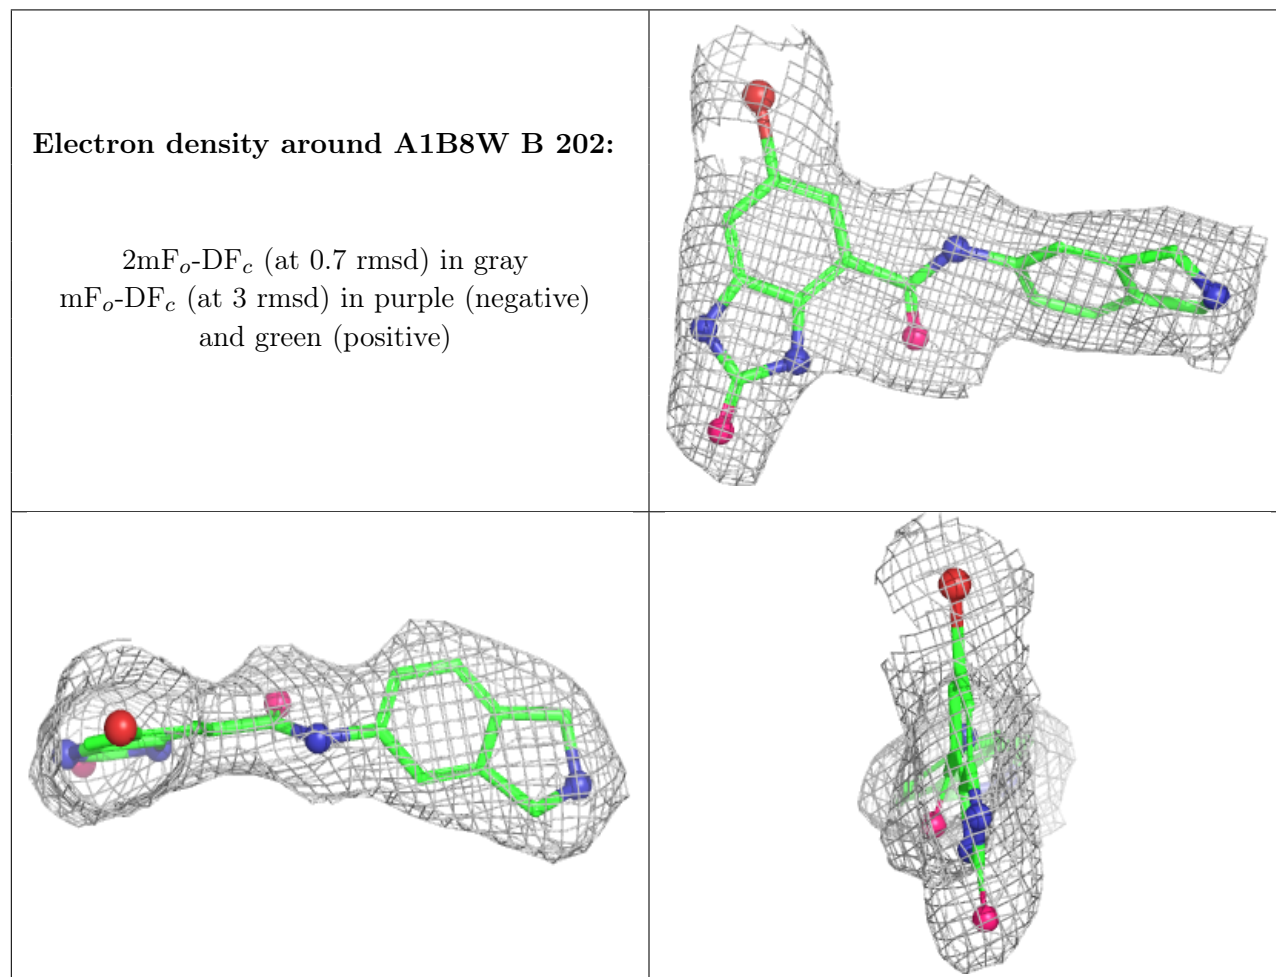 Electron density around A1B8W B 202:
2mFo-DFc (at 0.7 rmsd) in gray
mFo-DFc (at 3 rmsd) in purple (negative)
and green (positive)